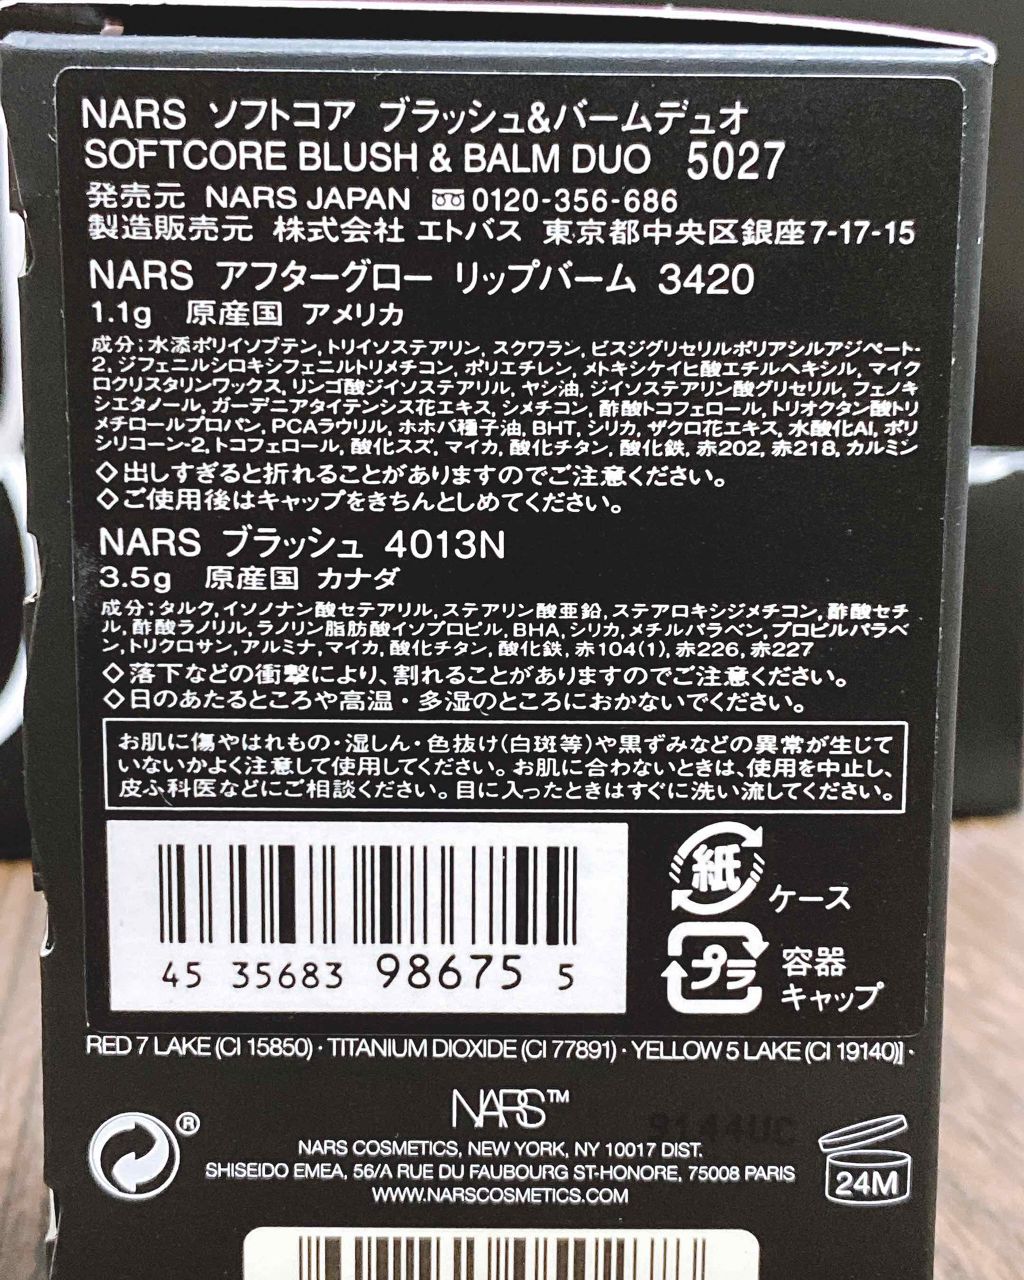 NARS ソフトコア ブラッシュ&バームデュオ
SOFTCORE BLUSH & BALM DUO 5027
発売元 NARS JAPAN 0120-356-686
製造販売元 株式会社 エトバス 東京都中央区銀座7-17-15
NARS アフターグロー リップバーム 3420
1.1g 原産国 アメリカ
成分;水添ポリイソブテン,トリイソステアリン,スクワラン,ビスジグリセリルポリアシルアジペート-
2,ジフェニルシロキシフェニルトリメチコン,ポリエチレン,メトキシケイヒ酸エチルヘキシル,マイク
ロクリスタリンワックス,リンゴ酸ジイソステアリル,ヤシ油,ジイソステアリン酸グリセリル,フェノキ
シエタノール,ガーデニアタイテンシス花エキス,シメチコン,酢酸トコフェロール,トリオクタン酸トリ
メチロールプロパン,PCAラウリル,ホホバ種子油,BHT,シリカ,ザクロ花エキス,水酸化Al,ポリ
シリコーン-2,トコフェロール,酸化スズ,マイカ,酸化チタン,酸化鉄,赤202,赤218,カルミン
◇出しすぎると折れることがありますのでご注意ください。
◇ご使用後はキャップをきちんとしめてください。
NARS ブラッシュ 4013N
3.5g 原産国 カナダ
成分;タルク,イソノナン酸セテアリル,ステアリン酸亜鉛,ステアロキシジメチコン,酢酸セチ
ル,酢酸ラノリル,ラノリン脂肪酸イソプロピル,BHA,シリカ,メチルパラベン,プロピルパラベ
ン,トリクロサン,アルミナ,マイカ,酸化チタン,酸化鉄,赤104(1),赤226,赤227
◇落下などの衝撃により、割れることがありますのでご注意ください。
◇日のあたるところや高温・多湿のところにおかないでください。
お肌に傷やはれもの・湿しん・色抜け(白斑等)や黒ずみなどの異常が生じて
いないかよく注意して使用してください。お肌に合わないときは、使用を中止し、
皮ふ科医などにご相談ください。目に入ったときはすぐに洗い流してください。
紙 ケース
プラ 容器
キャップ
45 35683 98675 5
RED 7 LAKE (CI 15850) · TITANIUM DIOXIDE (CI 77891) · YELLOW 5 LAKE (CI 19140)] ·
NARS™
®
NARS COSMETICS, NEW YORK, NY 10017 DIST.
SHISEIDO EMEA, 56/A RUE DU FAUBOURG ST-HONORE, 75008 PARIS
WWW.NARSCOSMETICS.COM
24M